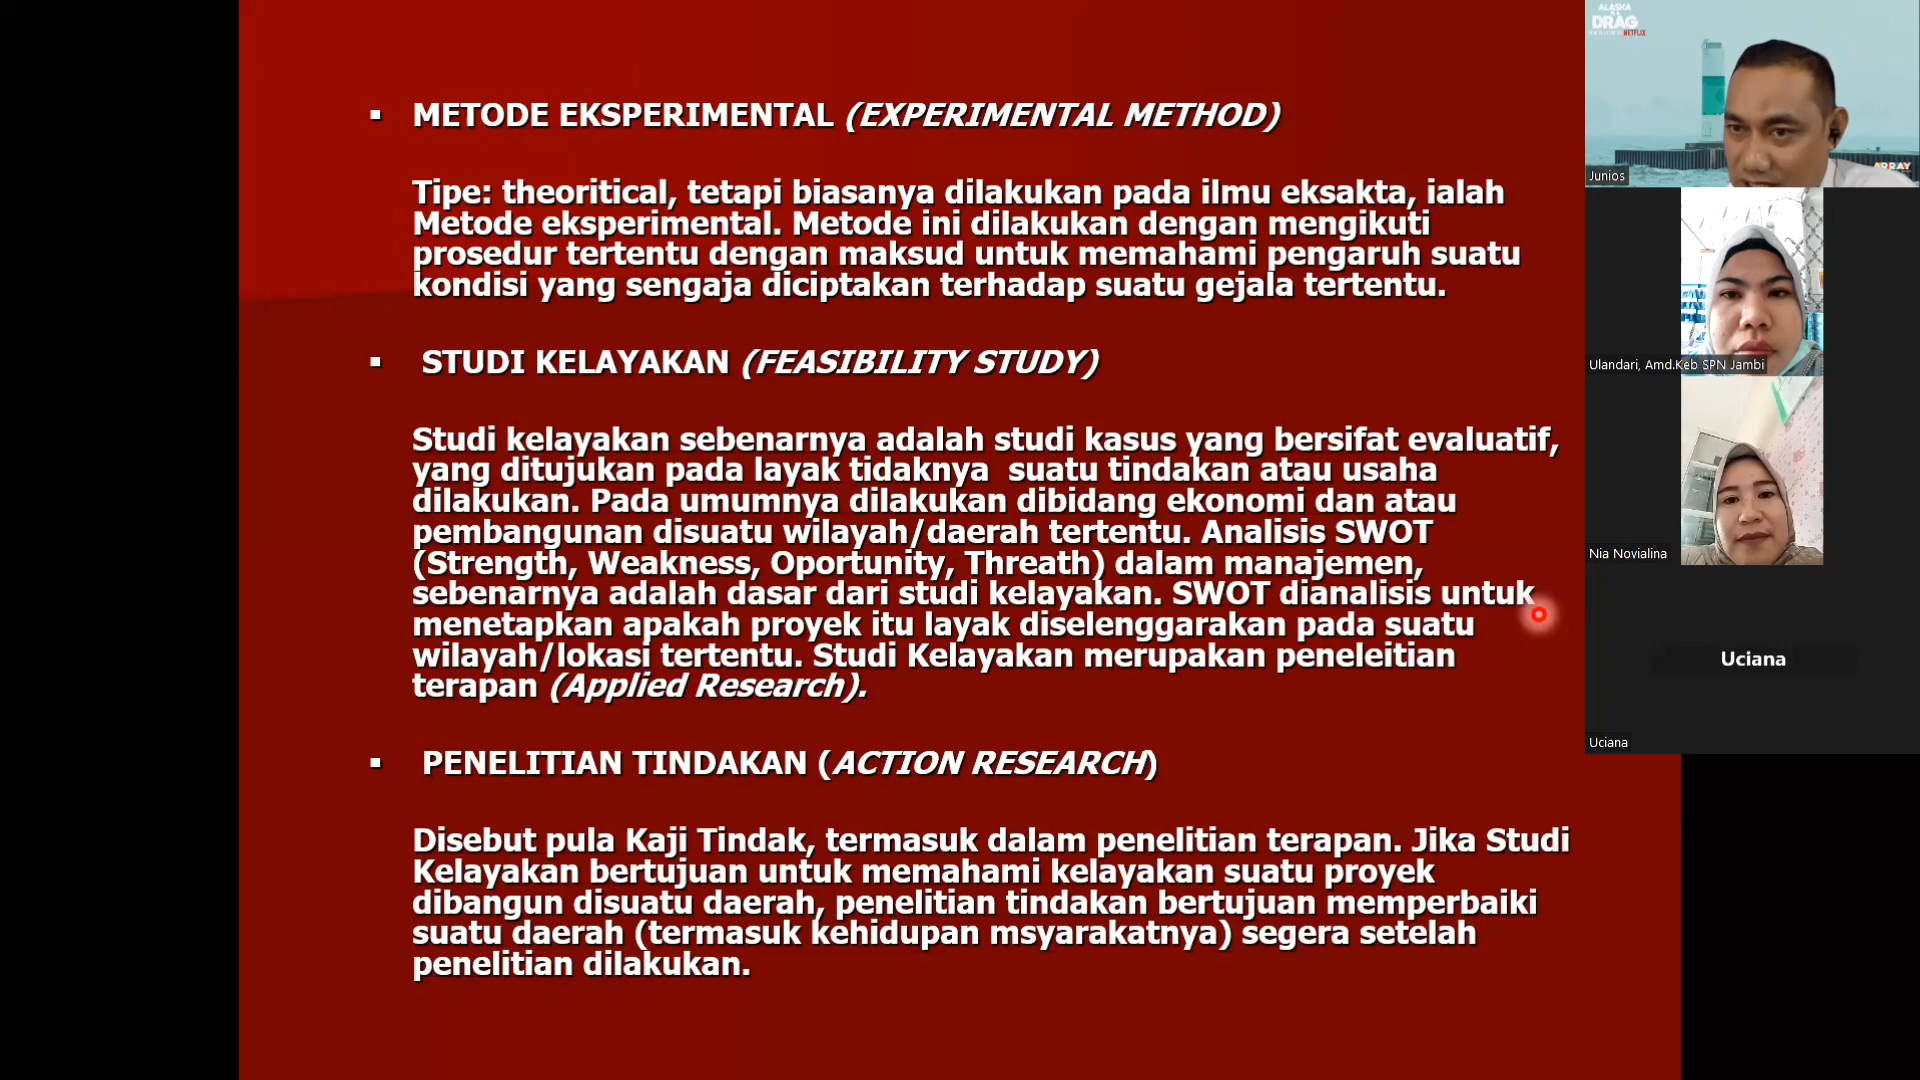 ▪ METODE EKSPERIMENTAL (EXPERIMENTAL METHOD)
Tipe: theoritical, tetapi biasanya dilakukan pada ilmu eksakta, ialah
Metode eksperimental. Metode ini dilakukan dengan mengikuti
prosedur tertentu dengan maksud untuk memahami pengaruh suatu
kondisi yang sengaja diciptakan terhadap suatu gejala tertentu.
▪ STUDI KELAYAKAN (FEASIBILITY STUDY)
Studi kelayakan sebenarnya adalah studi kasus yang bersifat evaluatif,
yang ditujukan pada layak tidaknya  suatu tindakan atau usaha
dilakukan. Pada umumnya dilakukan dibidang ekonomi dan atau
pembangunan disuatu wilayah/daerah tertentu. Analisis SWOT
(Strength, Weakness, Oportunity, Threath) dalam manajemen,
sebenarnya adalah dasar dari studi kelayakan. SWOT dianalisis untuk
menetapkan apakah proyek itu layak diselenggarakan pada suatu
wilayah/lokasi tertentu. Studi Kelayakan merupakan peneleitian
terapan (Applied Research).
▪ PENELITIAN TINDAKAN (ACTION RESEARCH)
Disebut pula Kaji Tindak, termasuk dalam penelitian terapan. Jika Studi
Kelayakan bertujuan untuk memahami kelayakan suatu proyek
dibangun disuatu daerah, penelitian tindakan bertujuan memperbaiki
suatu daerah (termasuk kehidupan msyarakatnya) segera setelah
penelitian dilakukan.
ALASKA
DRAG
NETFLIX
ARRAY
Junios
Ulandari, Amd.Keb SPN Jambi
Nia Novialina
Uciana
Uciana